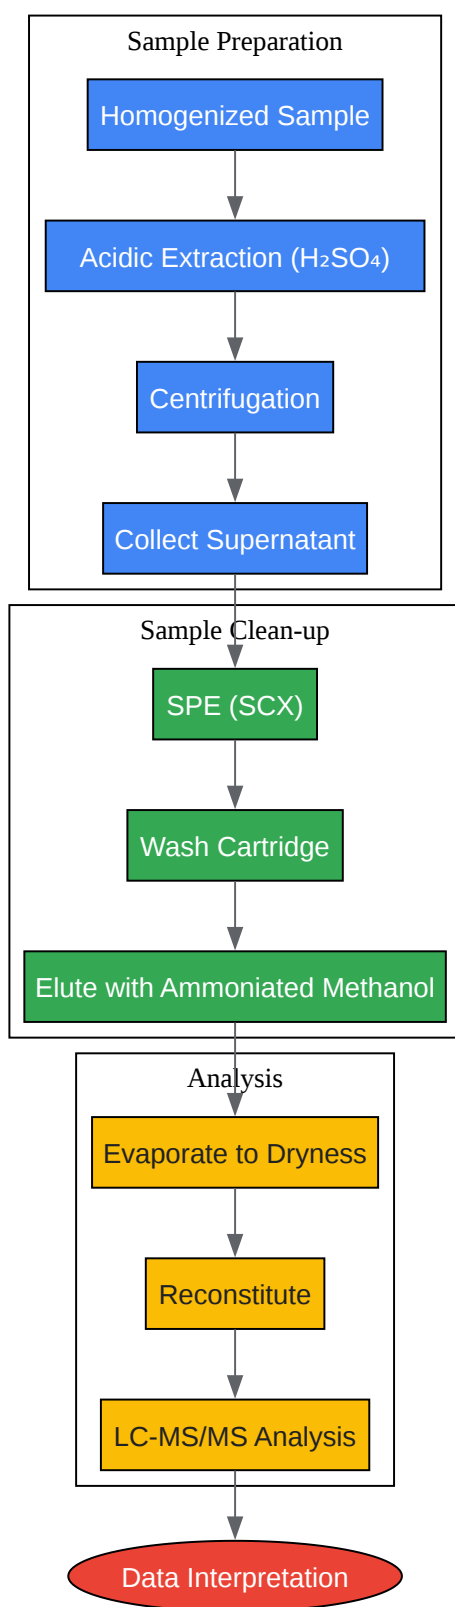 Sample Preparation
Homogenized Sample
Acidic Extraction (H₂SO₄)
Centrifugation
Collect Supernatant
Sample Clean-up
SPE (SCX)
Wash Cartridge
Elute with Ammoniated Methanol
Analysis
Evaporate to Dryness
Reconstitute
LC-MS/MS Analysis
Data Interpretation